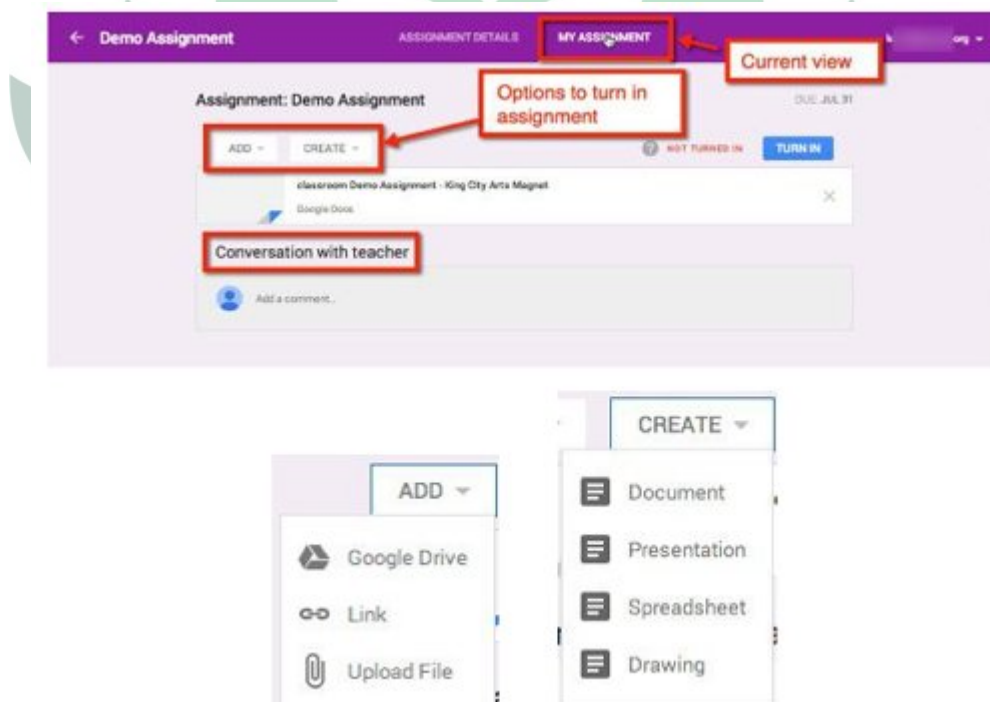 ← Demo Assignment ASSIGNMENT DETAILS MY ASSIGNMENT org
Current view
Assignment: Demo Assignment
Options to turn in
assignment
DUE JUL 31
ADD CREATE
NOT TURNED IN TURN IN
classroom Demo Assignment - King City Arts Magnet
Google Docs
Conversation with teacher
Add a comment..
ADD
Google Drive
Link
Upload File
CREATE
Document
Presentation
Spreadsheet
Drawing